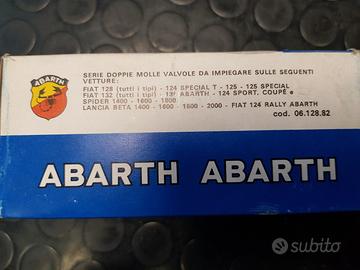 ABARTH
SERIE DOPPIE MOLLE VALVOLE DA IMPIEGARE SULLE SEGUENTI
VETTURE:
FIAT 128 (tutti i tipi) - 124 SPECIAL T - 125 - 125 SPECIAL
FIAT 132 (tutti i tipi) - 131 ABARTH - 124 SPORT, COUPÉ e
SPIDER 1400 - 1600 - 1800
LANCIA BETA 1400 - 1600 - 1800 - 2000 - FIAT 124 RALLY ABARTH
cod. 06.128.82
ABARTH ABARTH
subito